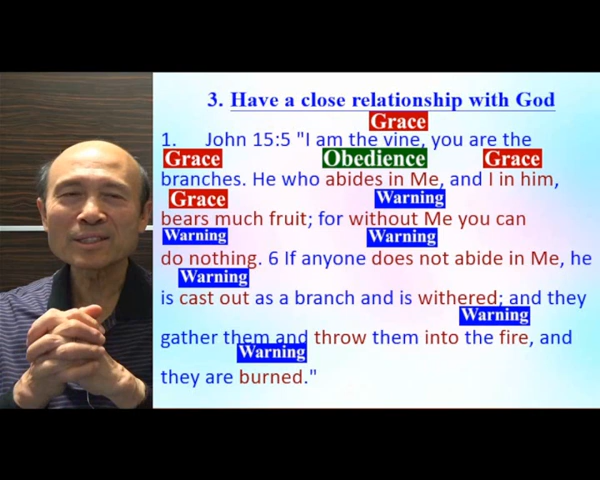 3. Have a close relationship with God
Grace
1. John 15:5 "I am the vine, you are the
Grace Obedience Grace
branches. He who abides in Me, and I in him,
Grace Warning
bears much fruit; for without Me you can
Warning Warning
do nothing. 6 If anyone does not abide in Me, he
Warning
is cast out as a branch and is withered; and they
Warning
gather them and throw them into the fire, and
Warning
they are burned."